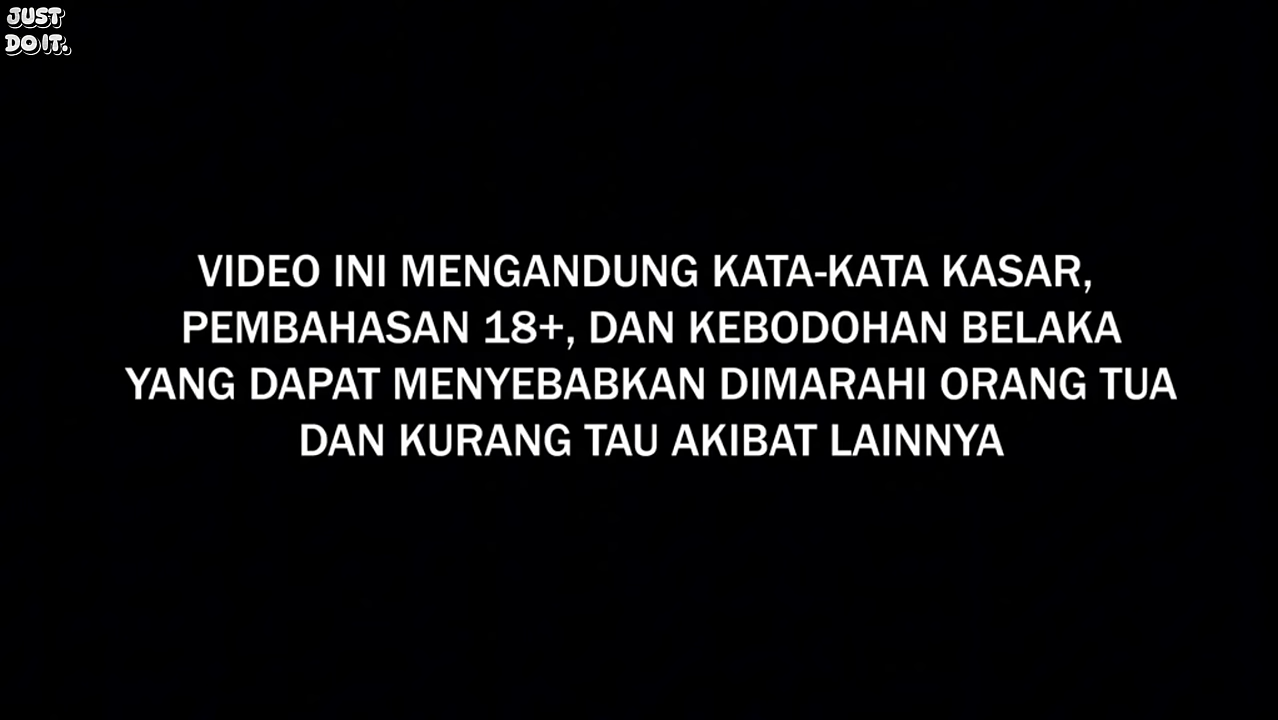 JUST
DO IT.
VIDEO INI MENGANDUNG KATA-KATA KASAR,
PEMBAHASAN 18+, DAN KEBODOHAN BELAKA
YANG DAPAT MENYEBABKAN DIMARAHI ORANG TUA
DAN KURANG TAU AKIBAT LAINNYA